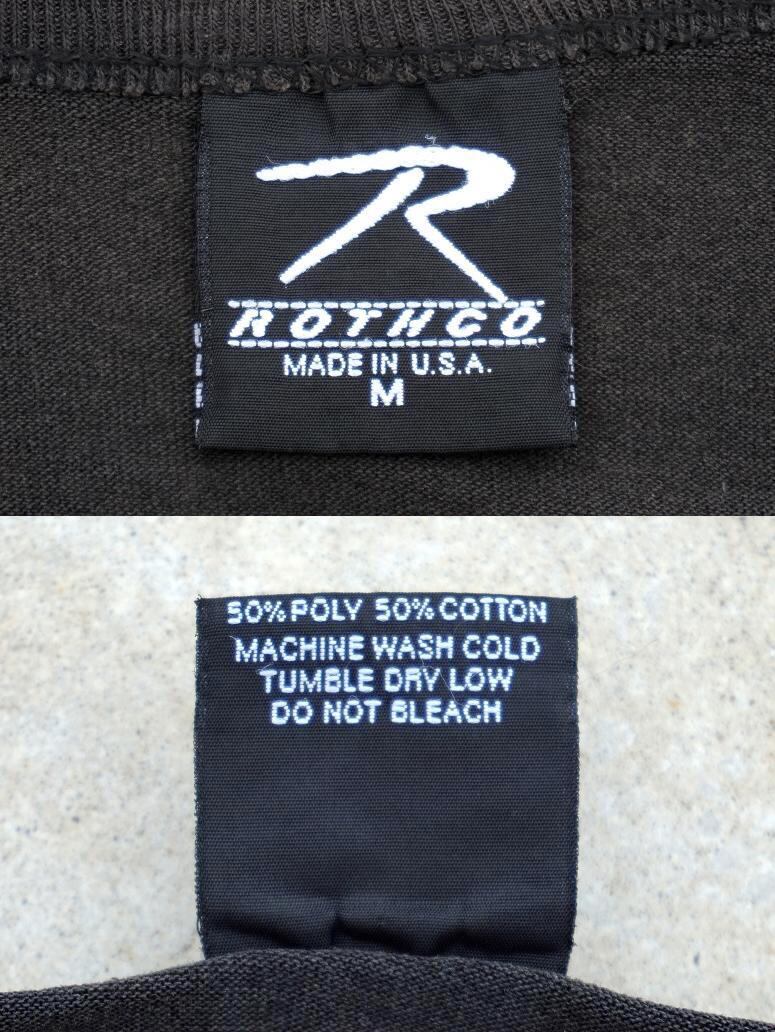 R
ROTHCO
MADE IN U.S.A.
M
50% POLY 50% COTTON
MACHINE WASH COLD
TUMBLE DRY LOW
DO NOT BLEACH